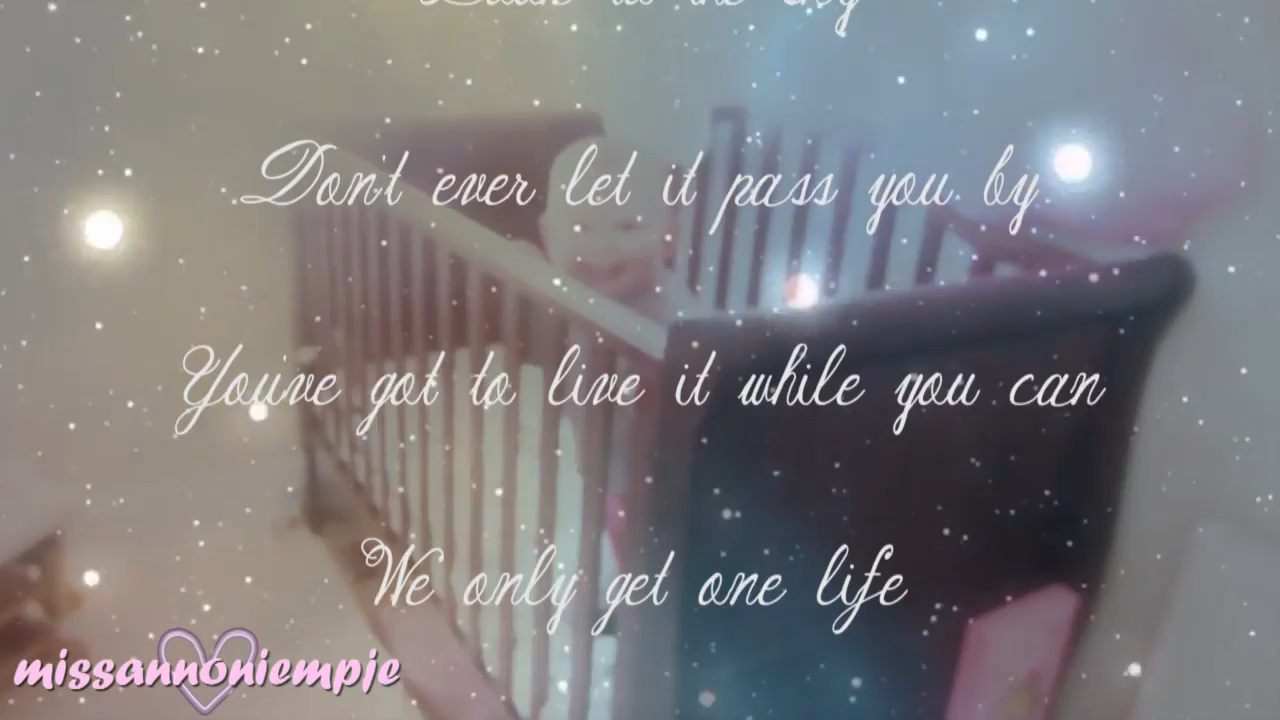 Don't ever let it pass you by
You've got to live it while you can
We only get one life
missannoniempje